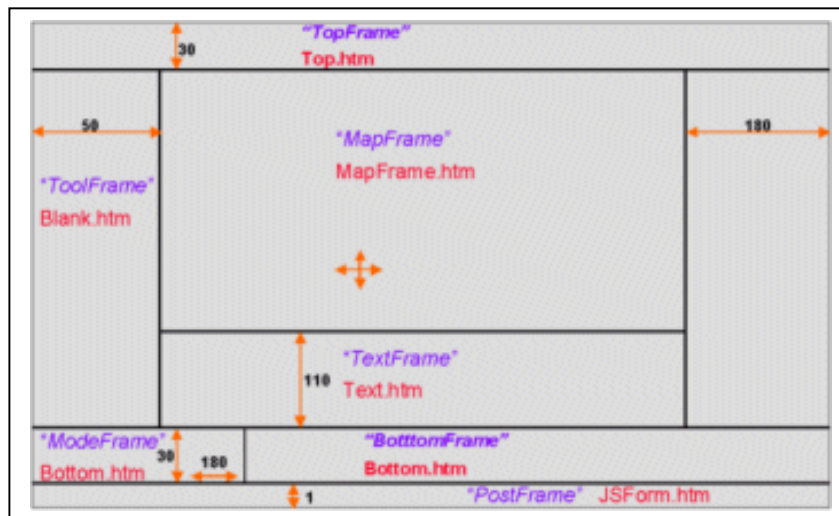 “TopFrame”
30
Top.htm
50
“MapFrame”
180
MapFrame.htm
“ToolFrame”
Blank.htm
“TextFrame”
110
Text.htm
“ModeFrame”
“BotttomFrame”
30
180
Bottom.htm
Bottom.htm
1
“PostFrame” JSForm.htm